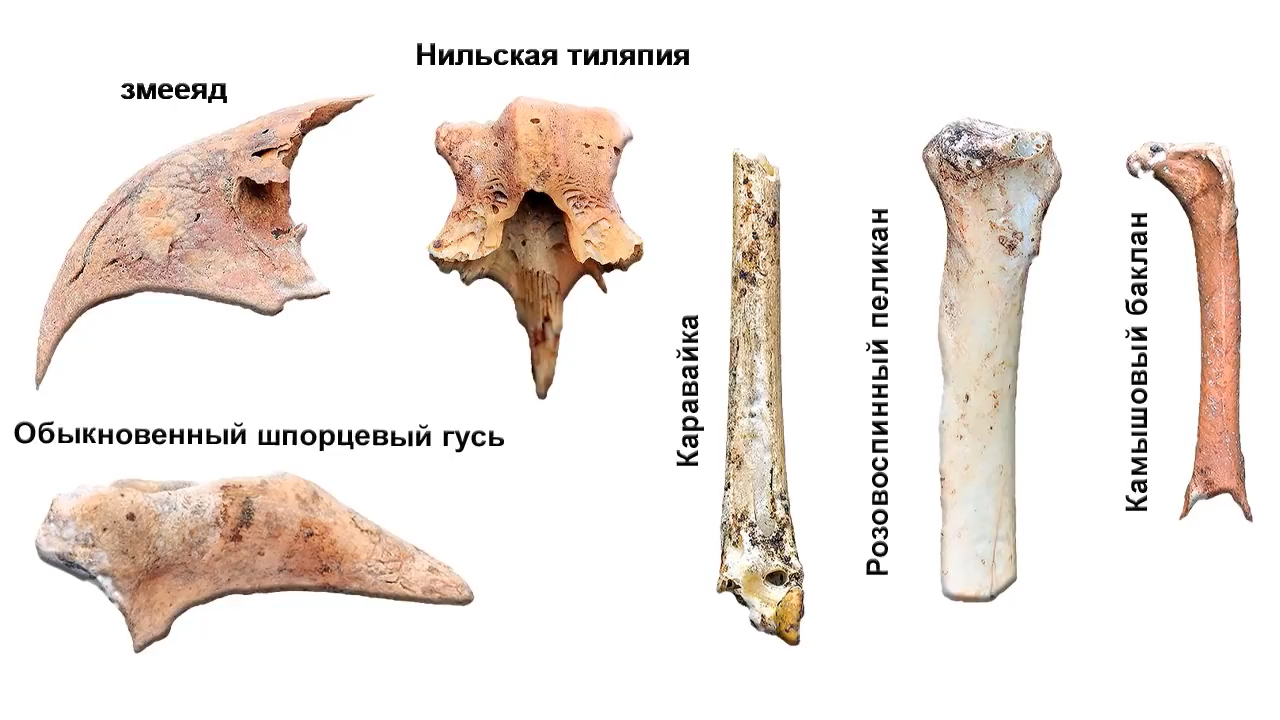 Нильская тиляпия
змееяд
Обыкновенный шпорцевый гусь
Каравайка
Розовоспинный пеликан
Камышовый баклан